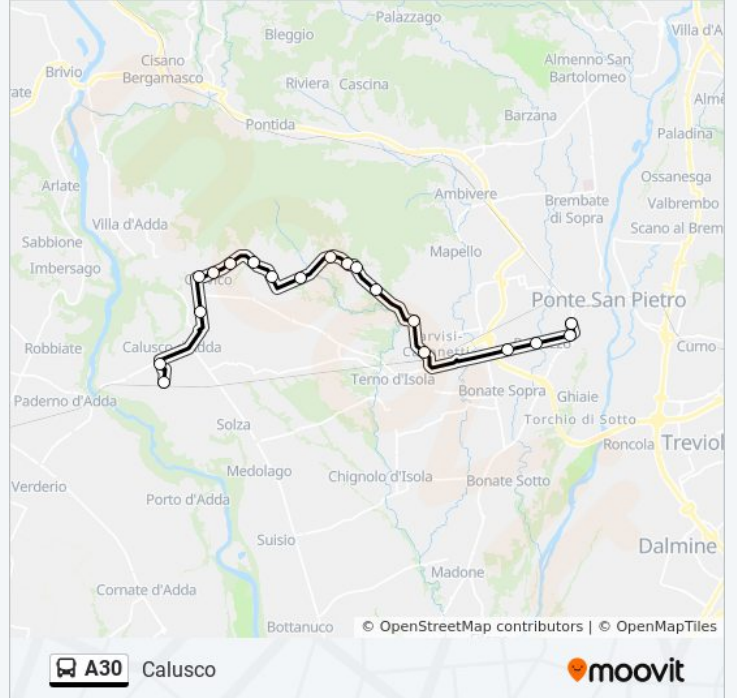 Palazzago
Villa d'A
Bleggio
Cisano
Bergamasco
Almenno San
Bartolomeo
Brivio
Riviera Cascina
ate
Alme
Barzana
Pontida
Paladina
Arlate
Ossanesga
Ambivere
Brembate
di Sopra
Valbrembo
Villa d'Adda
Scano al Brem
Sabbione
Mapello
Imbersago
Ponte San Pietro
Robbiate
Curno
Terno d'Isola
Bonate Sopra
Paderno d'Adda
Ghiaie
Solza
Torchio di Sotto
Roncola
Treviol
Medolago
Chignolo d'Isola
Bonate Sotto
Verderio
Porto d'Adda
Suisio
Dalmine
Madone
Cornate d'Adda
Bottanuco
© OpenStreetMap contributors | © OpenMapTiles
A30 Calusco
moovit